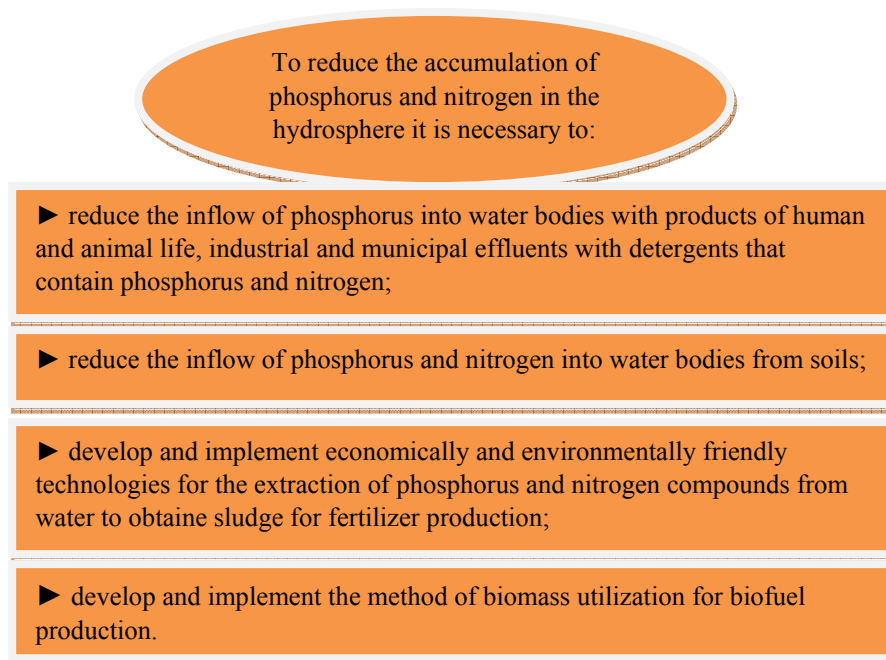 To reduce the accumulation of
phosphorus and nitrogen in the
hydrosphere it is necessary to:
► reduce the inflow of phosphorus into water bodies with products of human
and animal life, industrial and municipal effluents with detergents that
contain phosphorus and nitrogen;
► reduce the inflow of phosphorus and nitrogen into water bodies from soils;
► develop and implement economically and environmentally friendly
technologies for the extraction of phosphorus and nitrogen compounds from
water to obtaine sludge for fertilizer production;
► develop and implement the method of biomass utilization for biofuel
production.